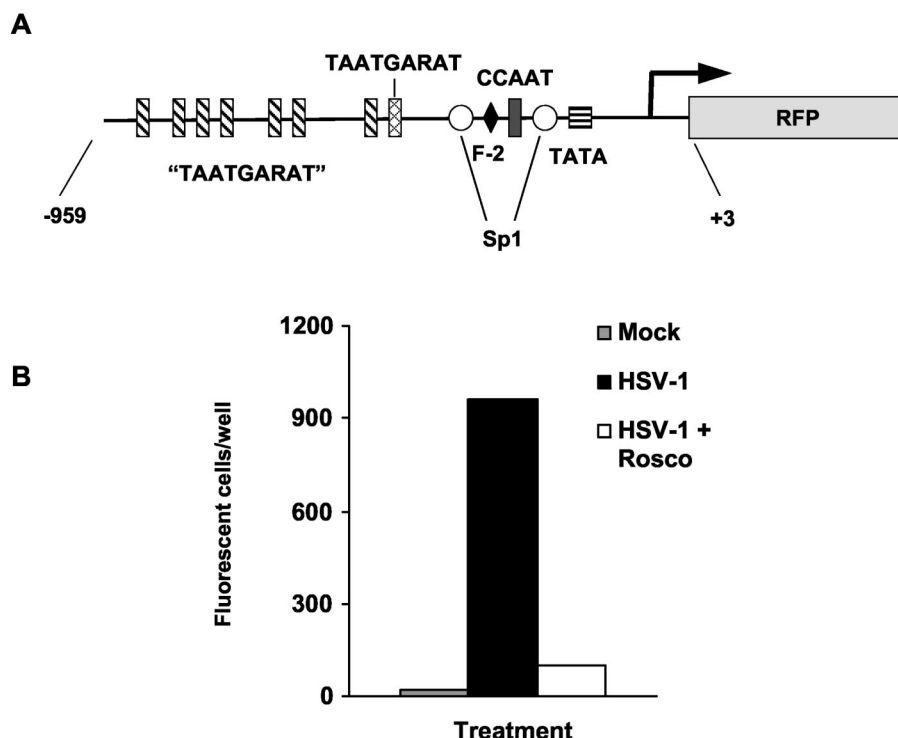 A
TAATGARAT
CCAAT
RFP
F-2
TATA
“TAATGARAT”
-959
+3
Sp1
B
1200
900
600
300
0
Fluorescent cells/well
Treatment
Mock
HSV-1
HSV-1 +
Rosco